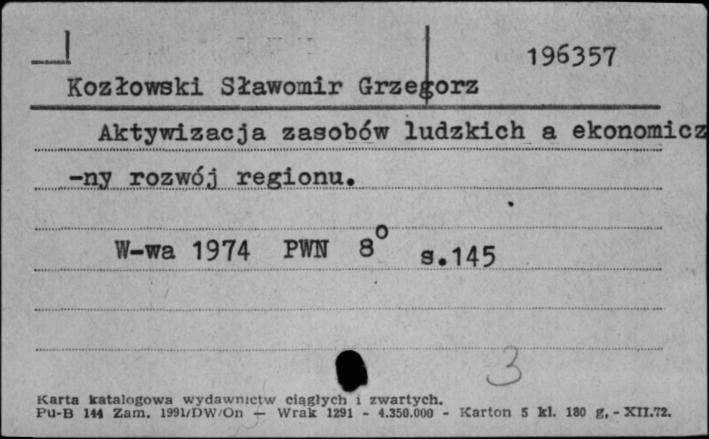 196357
Kozłowski Sławomir Grzegorz
Aktywizacja zasobów ludzkich a ekonomicz
-ny rozwój regionu.
W-wa 1974 PWN 8° s.145
3
Karta katalogowa wydawnictw ciągłych i zwartych.
Pu-B 144 Zam. 1991/DW/On — Wrak 1291 - 4.350.000 - Karton 5 kl. 180 g, - XII.72.